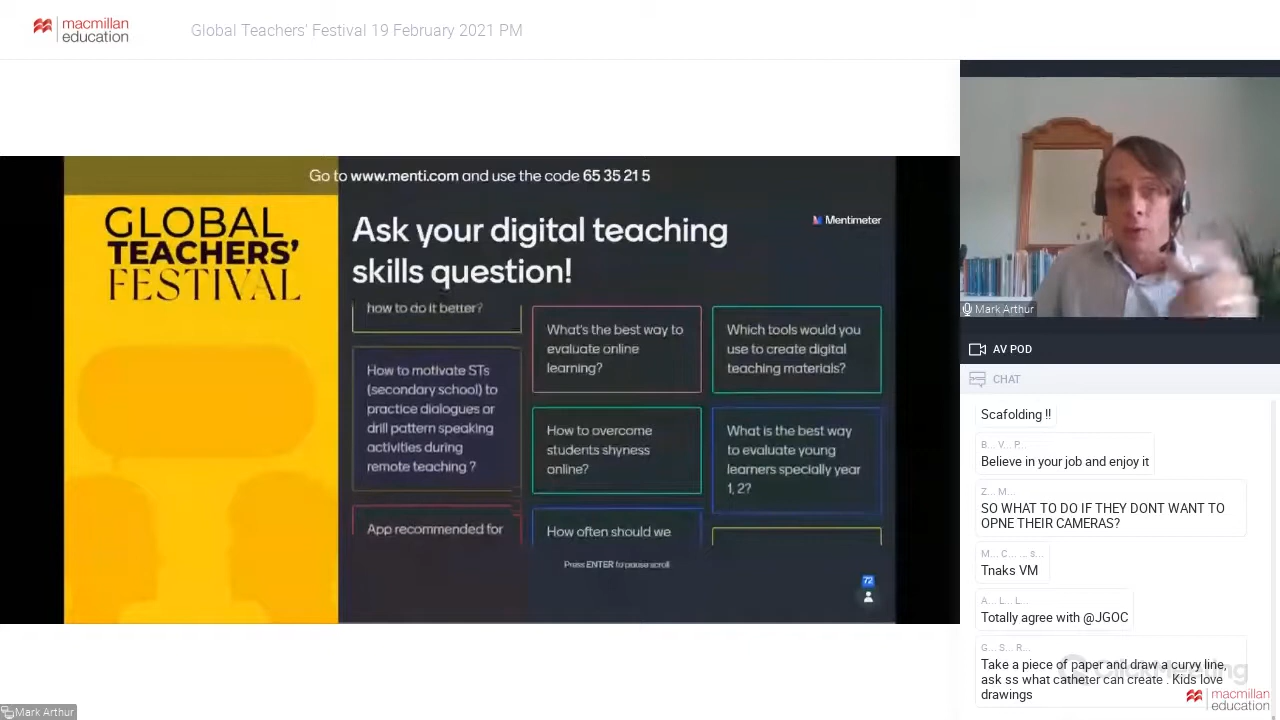 macmillan
education
Global Teachers' Festival 19 February 2021 PM
Go to www.menti.com and use the code 65 35 21 5
GLOBAL
TEACHERS'
FESTIVAL
Ask your digital teaching
skills question!
Mentimeter
how to do it better?
How to motivate STs
(secondary school) to
practice dialogues or
drill pattern speaking
activities during
remote teaching ?
App recommended for
What's the best way to
evaluate online
learning?
How to overcome
students shyness
online?
How often should we
Which tools would you
use to create digital
teaching materials?
What is the best way
to evaluate young
learners specially year
1, 2?
Press ENTER to pause scroll
72
Mark Arthur
Mark Arthur
AV POD
CHAT
Scafolding !!
B... V... P...
Believe in your job and enjoy it
Z... M...
SO WHAT TO DO IF THEY DONT WANT TO
OPNE THEIR CAMERAS?
M... C... ... s...
Tnaks VM
A... L... L...
Totally agree with @JGOC
G... S... R...
Take a piece of paper and draw a curvy line,
ask ss what catheter can create . Kids love
drawings
ClickMeeting
macmillan
education